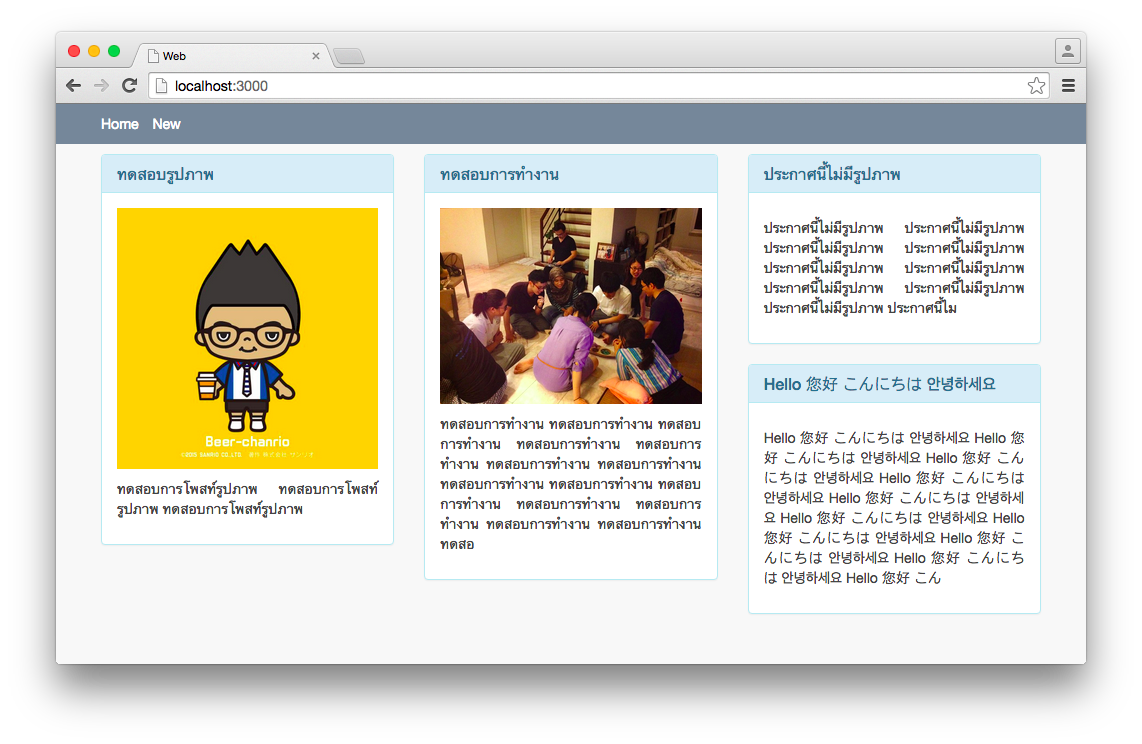 Web
localhost:3000
Home New
ทดสอบรูปภาพ
Beer-chanrio
ทดสอบการโพสท์รูปภาพ ทดสอบการโพสท์
รูปภาพ ทดสอบการโพสท์รูปภาพ
ทดสอบการทำงาน
ทดสอบการทำงาน ทดสอบการทำงาน ทดสอบ
การทำงาน ทดสอบการทำงาน ทดสอบการ
ทำงาน ทดสอบการทำงาน ทดสอบการทำงาน
ทดสอบการทำงาน ทดสอบการทำงาน ทดสอบ
การทำงาน ทดสอบการทำงาน ทดสอบการ
ทำงาน ทดสอบการทำงาน ทดสอบการทำงาน
ทดสอ
ประกาศนี้ไม่มีรูปภาพ
ประกาศนี้ไม่มีรูปภาพ ประกาศนี้ไม่มีรูปภาพ
ประกาศนี้ไม่มีรูปภาพ ประกาศนี้ไม่มีรูปภาพ
ประกาศนี้ไม่มีรูปภาพ ประกาศนี้ไม่มีรูปภาพ
ประกาศนี้ไม่มีรูปภาพ ประกาศนี้ไม่มีรูปภาพ
ประกาศนี้ไม่มีรูปภาพ ประกาศนี้ไม
Hello 您好 こんにちは 안녕하세요
Hello 您好 こんにちは 안녕하세요 Hello 您
好 こんにちは 안녕하세요 Hello 您好 こん
にちは 안녕하세요 Hello 您好 こんにちは
안녕하세요 Hello 您好 こんにちは 안녕하세
요 Hello 您好 こんにちは 안녕하세요 Hello
您好 こんにちは 안녕하세요 Hello 您好 こ
んにちは 안녕하세요 Hello 您好 こんにち
は 안녕하세요 Hello 您好 こん